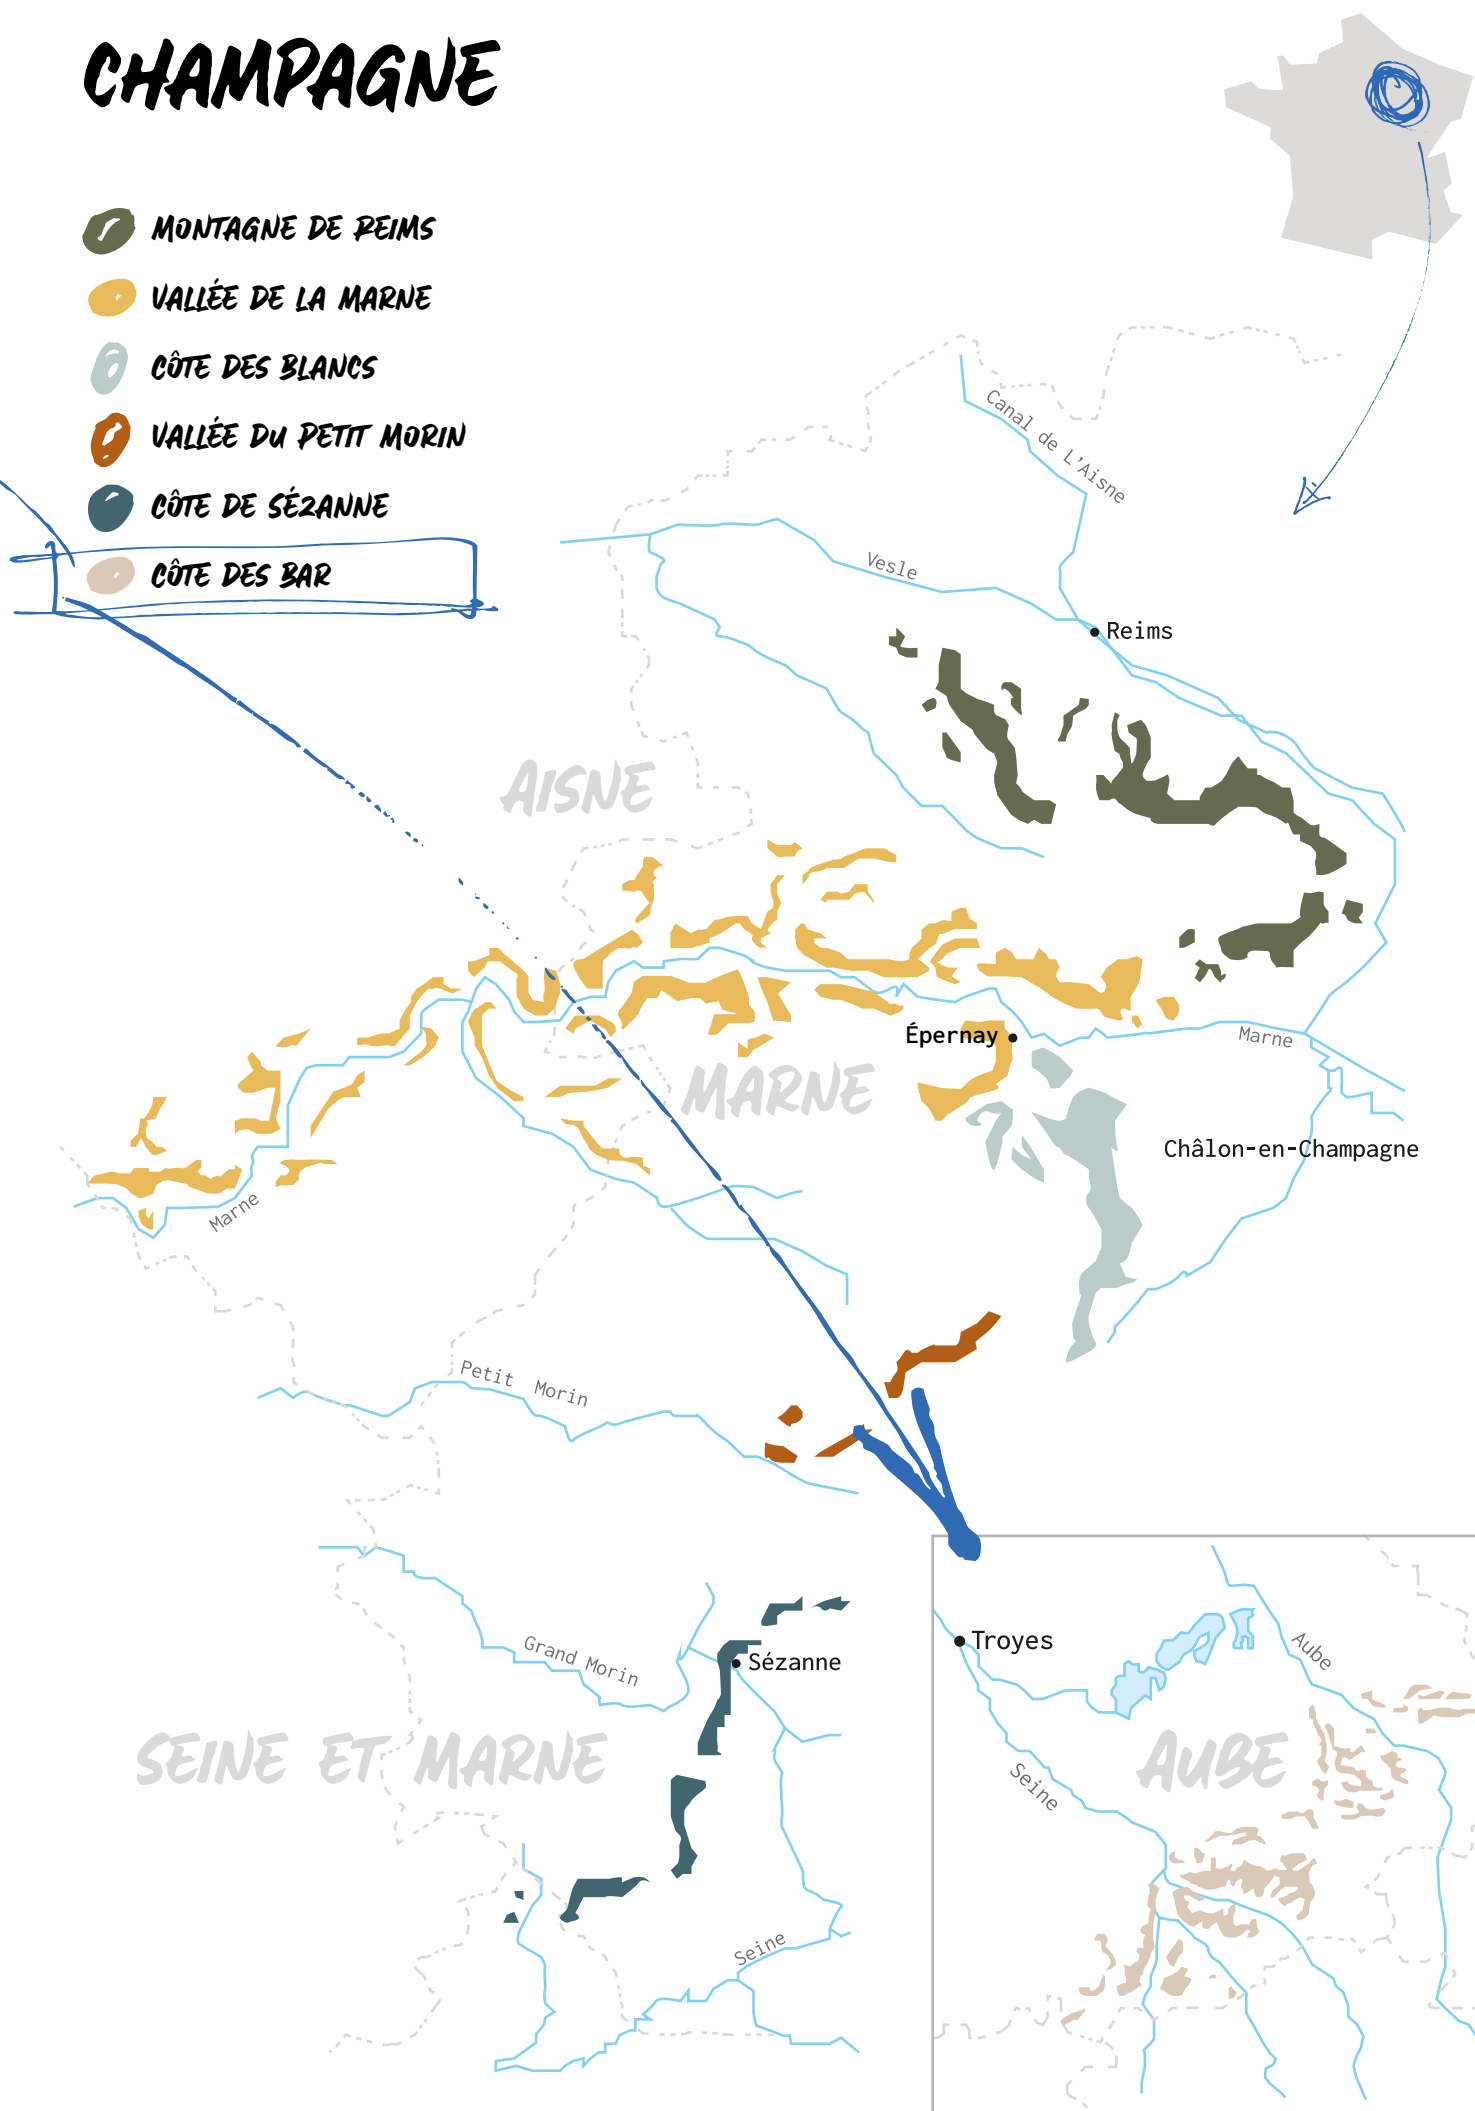 CHAMPAGNE
MONTAGNE DE REIMS
VALLÉE DE LA MARNE
CÔTE DES BLANCS
VALLÉE DU PETIT MORIN
CÔTE DE SÉZANNE
CÔTE DES BAR
Canal de L'Aisne
Vesle
Reims
AISNE
Épernay
Marne
MARNE
Châlon-en-Champagne
Marne
Petit Morin
Grand Morin
Sézanne
SEINE ET MARNE
Seine
Troyes
Aube
AUBE
Seine